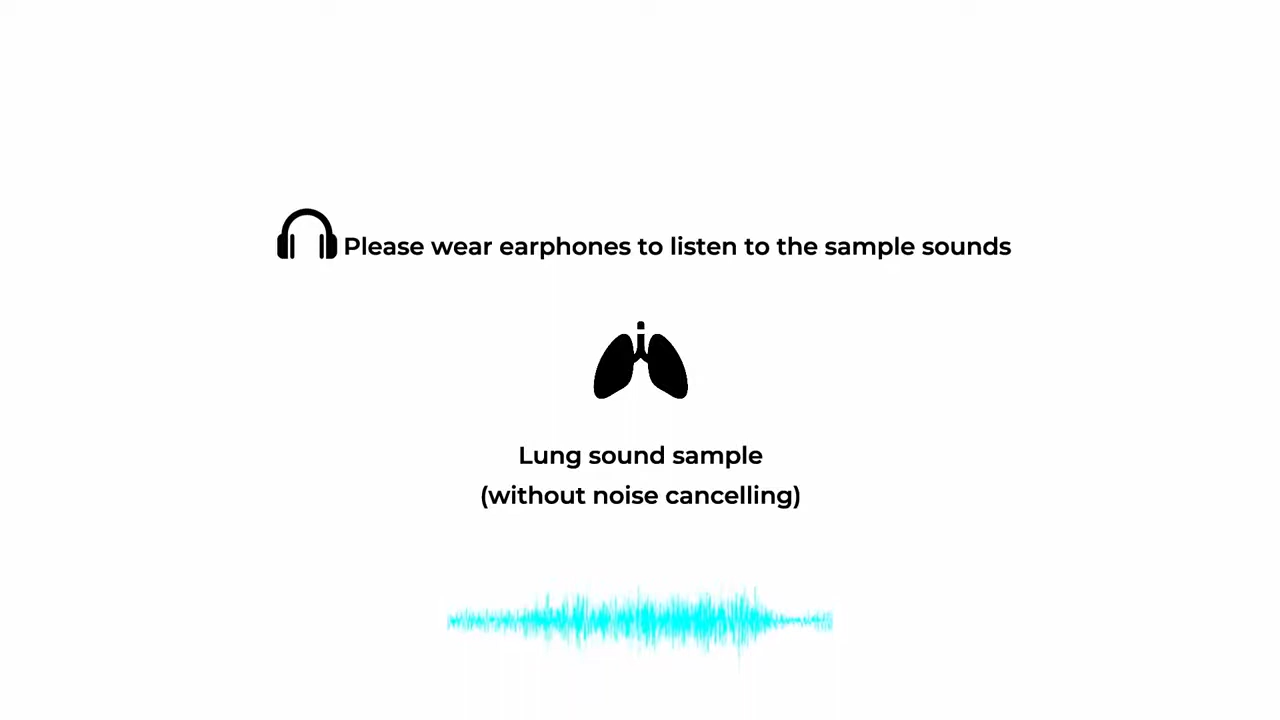 Please wear earphones to listen to the sample sounds
Lung sound sample
(without noise cancelling)